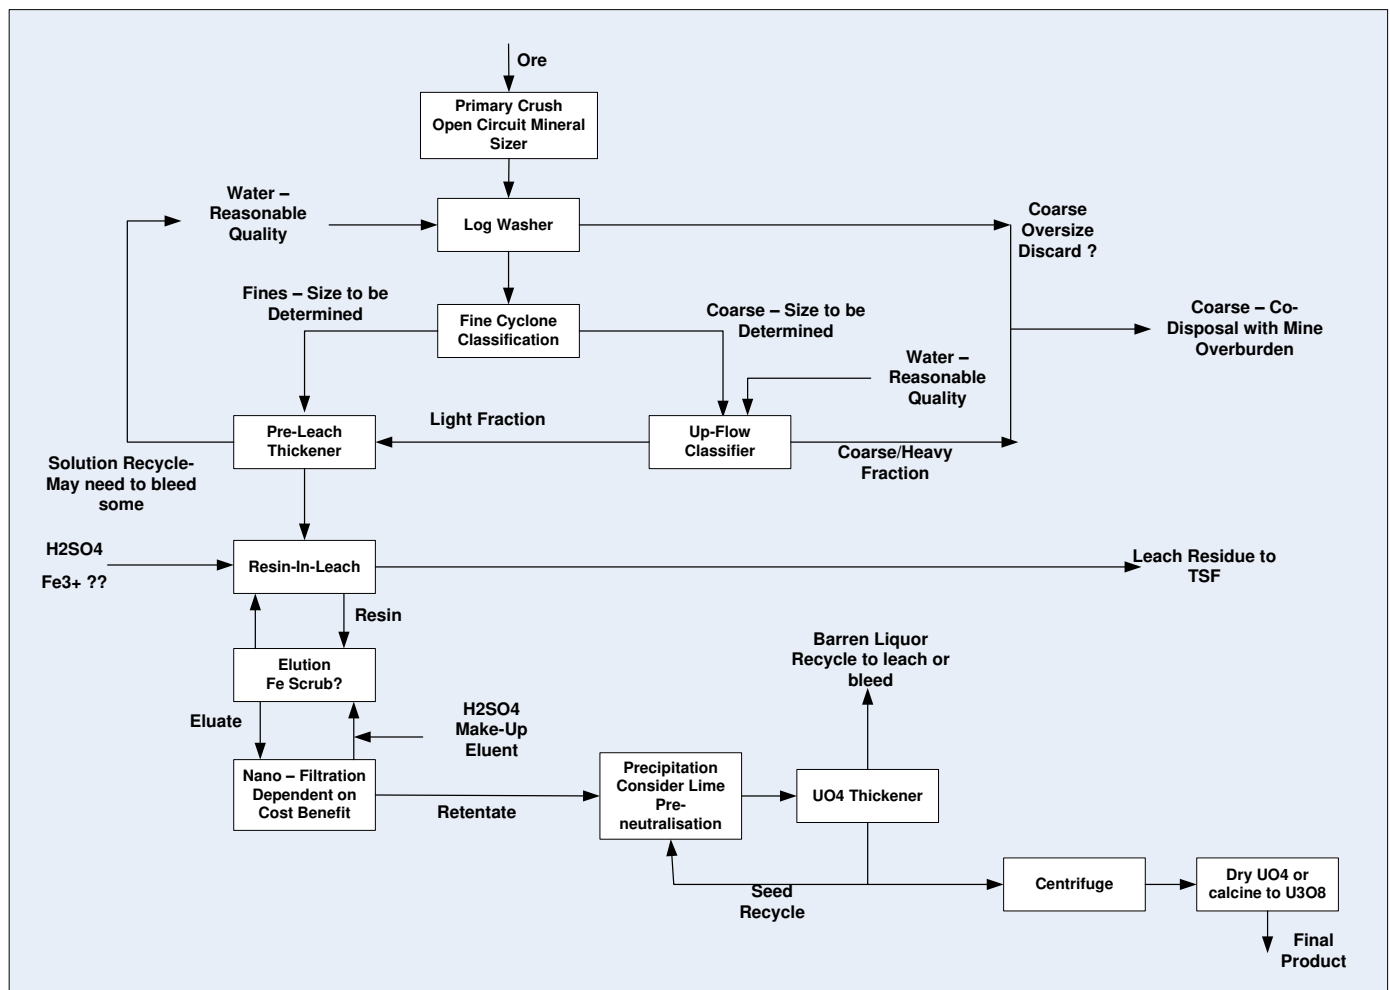 Ore
Primary Crush
Open Circuit Mineral
Sizer
Water –
Reasonable
Quality
Log Washer
Coarse
Oversize
Discard ?
Fines – Size to be
Determined
Fine Cyclone
Classification
Coarse – Size to be
Determined
Coarse – Co-
Disposal with Mine
Overburden
Water –
Reasonable
Quality
Light Fraction
Pre-Leach
Thickener
Up-Flow
Classifier
Coarse/Heavy
Fraction
Solution Recycle-
May need to bleed
some
H2SO4
Fe3+ ??
Resin-In-Leach
Leach Residue to
TSF
Resin
Elution
Fe Scrub?
Barren Liquor
Recycle to leach or
bleed
Eluate
H2SO4
Make-Up
Eluent
Nano – Filtration
Dependent on
Cost Benefit
Retentate
Precipitation
Consider Lime
Pre-
neutralisation
UO4 Thickener
Seed
Recycle
Centrifuge
Dry UO4 or
calcine to U3O8
Final
Product